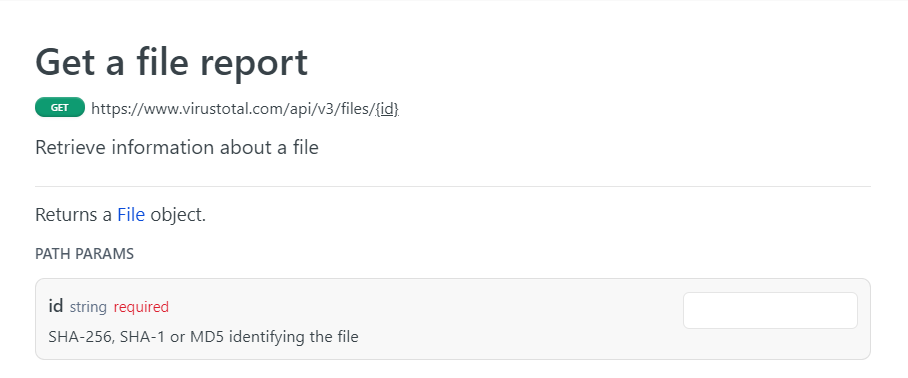 Get a file report
GET https://www.virustotal.com/api/v3/files/{id}
Retrieve information about a file
Returns a File object.
PATH PARAMS
id string required
SHA-256, SHA-1 or MD5 identifying the file